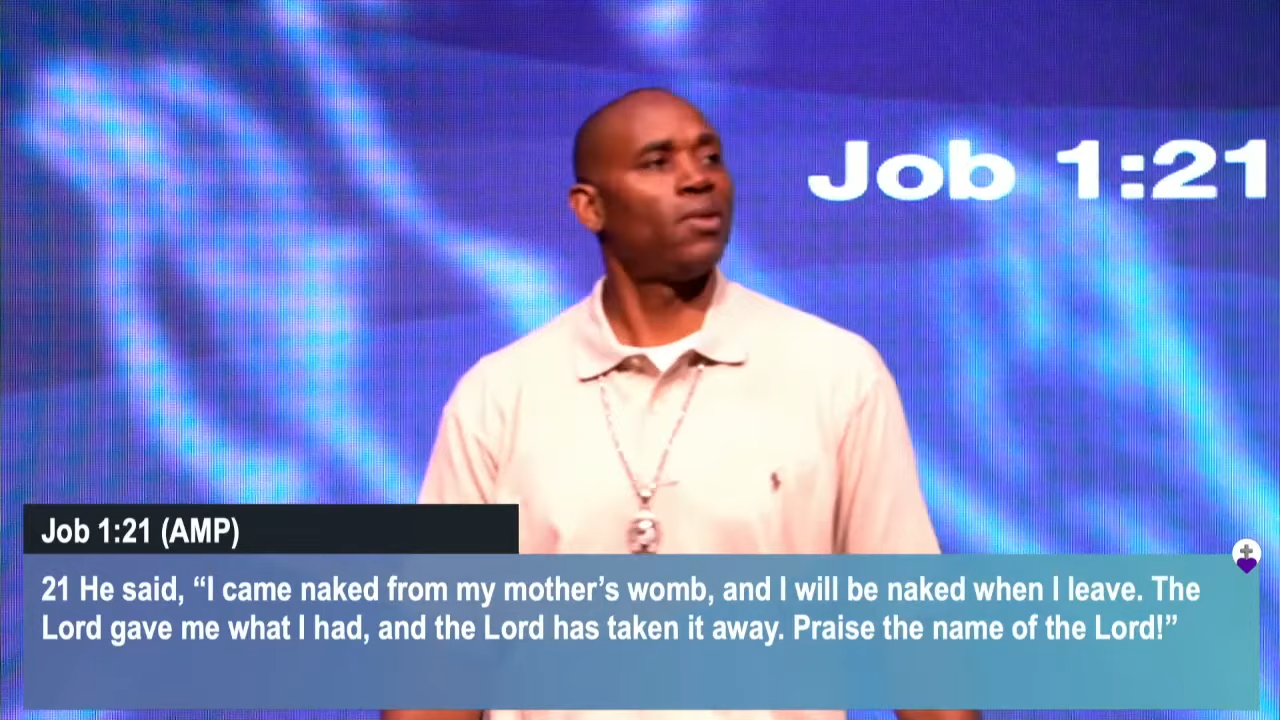 Job 1:21
Job 1:21 (AMP)
21 He said, “I came naked from my mother’s womb, and I will be naked when I leave. The
Lord gave me what I had, and the Lord has taken it away. Praise the name of the Lord!”